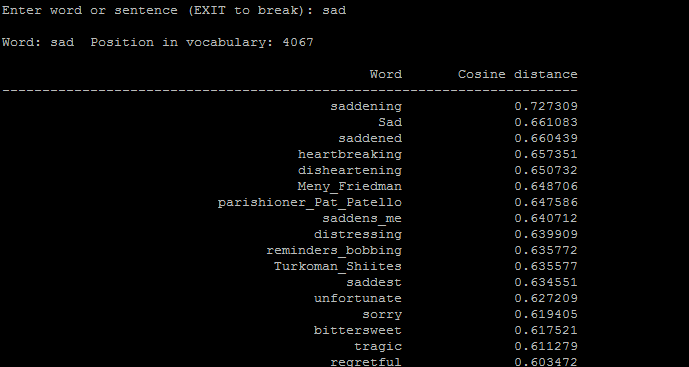 Enter word or sentence (EXIT to break): sad
Word: sad  Position in vocabulary: 4067
Word Cosine distance
------------------------------------------------------------------------
saddening 0.727309
Sad 0.661083
saddened 0.660439
heartbreaking 0.657351
disheartening 0.650732
Meny_Friedman 0.648706
parishioner_Pat_Patello 0.647586
saddens_me 0.640712
distressing 0.639909
reminders_bobbing 0.635772
Turkoman_Shiites 0.635577
saddest 0.634551
unfortunate 0.627209
sorry 0.619405
bittersweet 0.617521
tragic 0.611279
regretful 0.603472